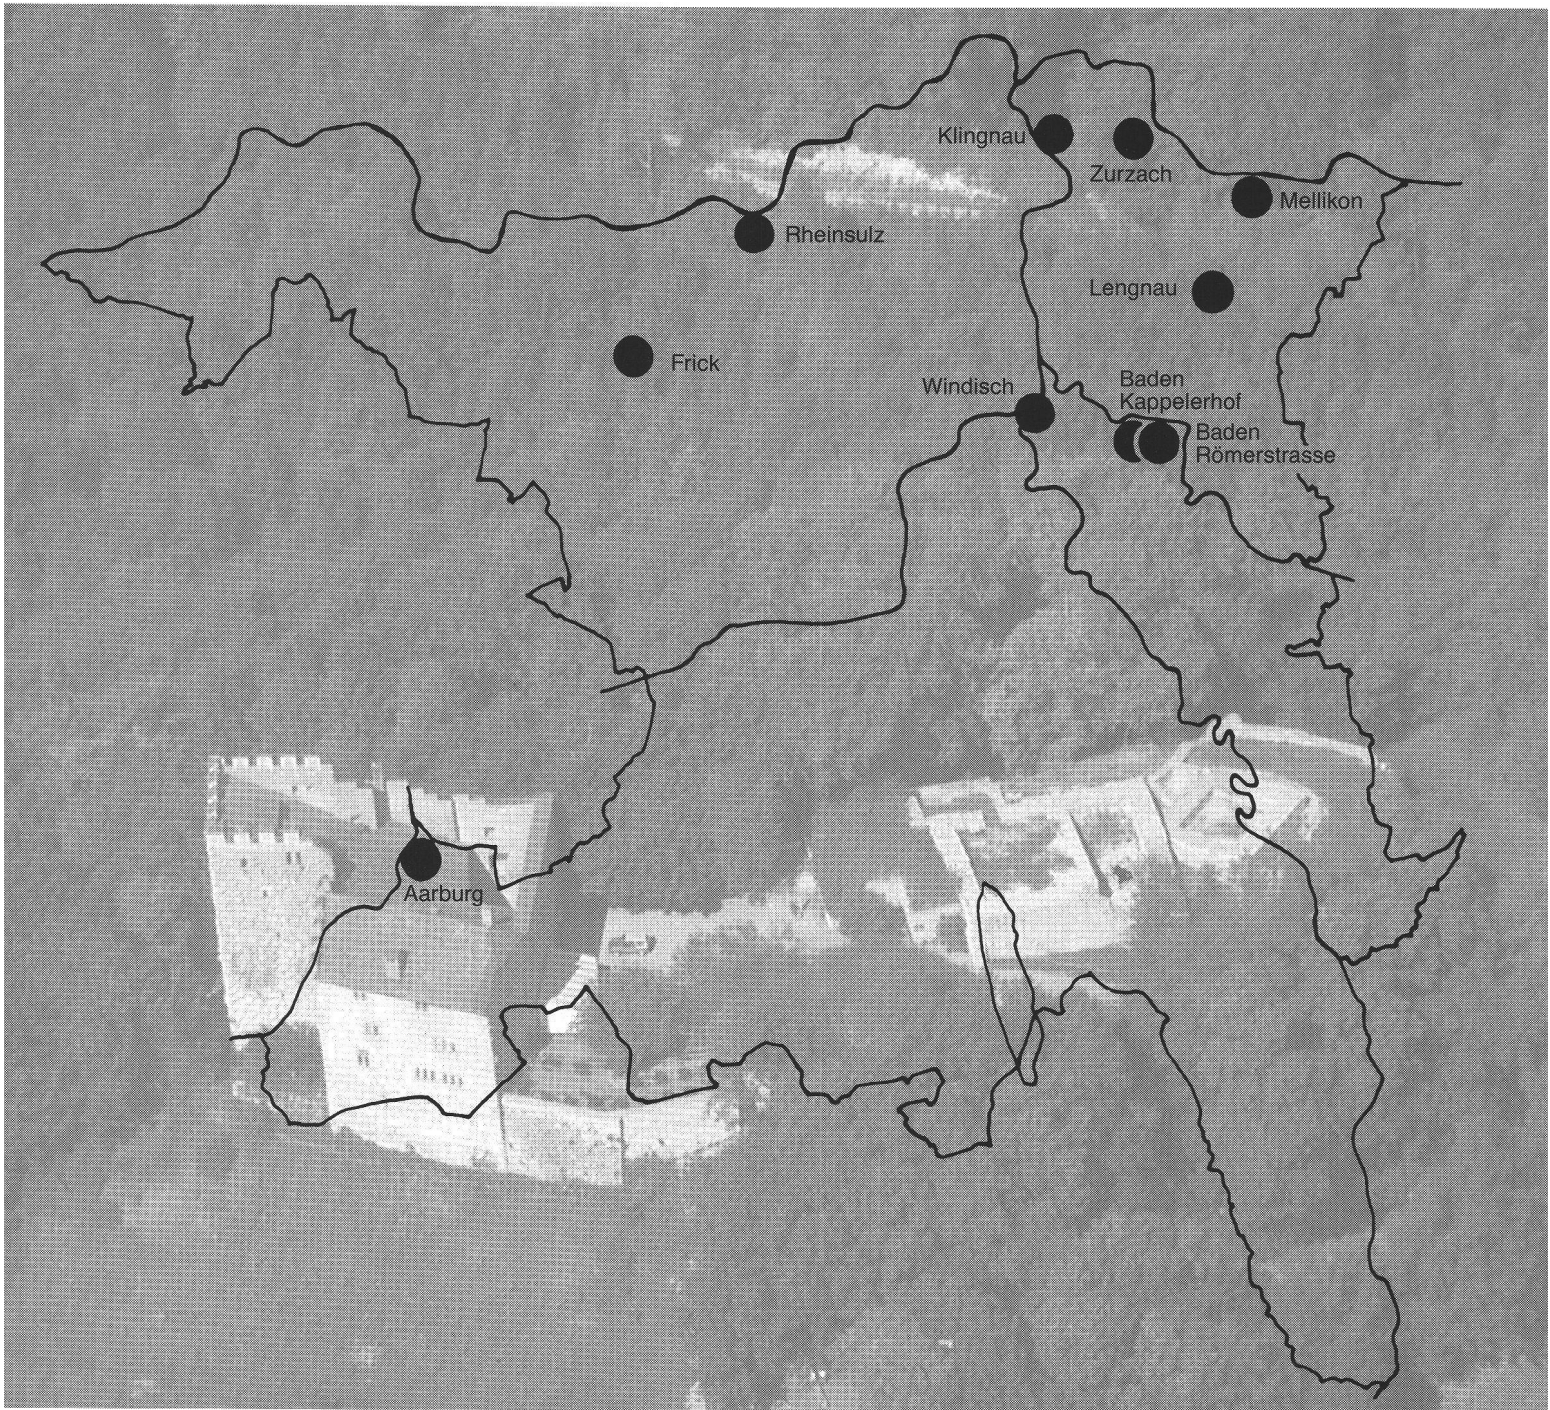 Klingnau
Zurzach
Mellikon
Rheinsulz
Lengnau
Frick
Windisch
Baden
Kappelerhof
Baden
Römerstrasse
Aarburg